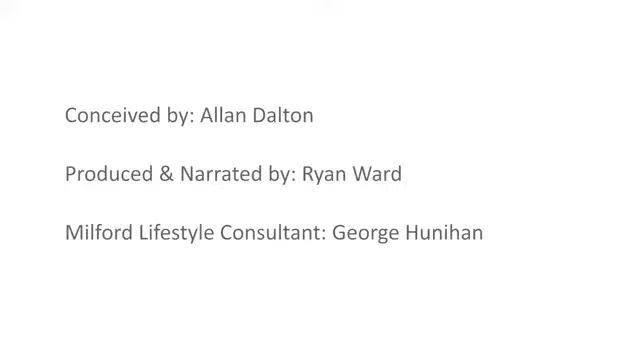 Conceived by: Allan Dalton
Produced & Narrated by: Ryan Ward
Milford Lifestyle Consultant: George Hunihan